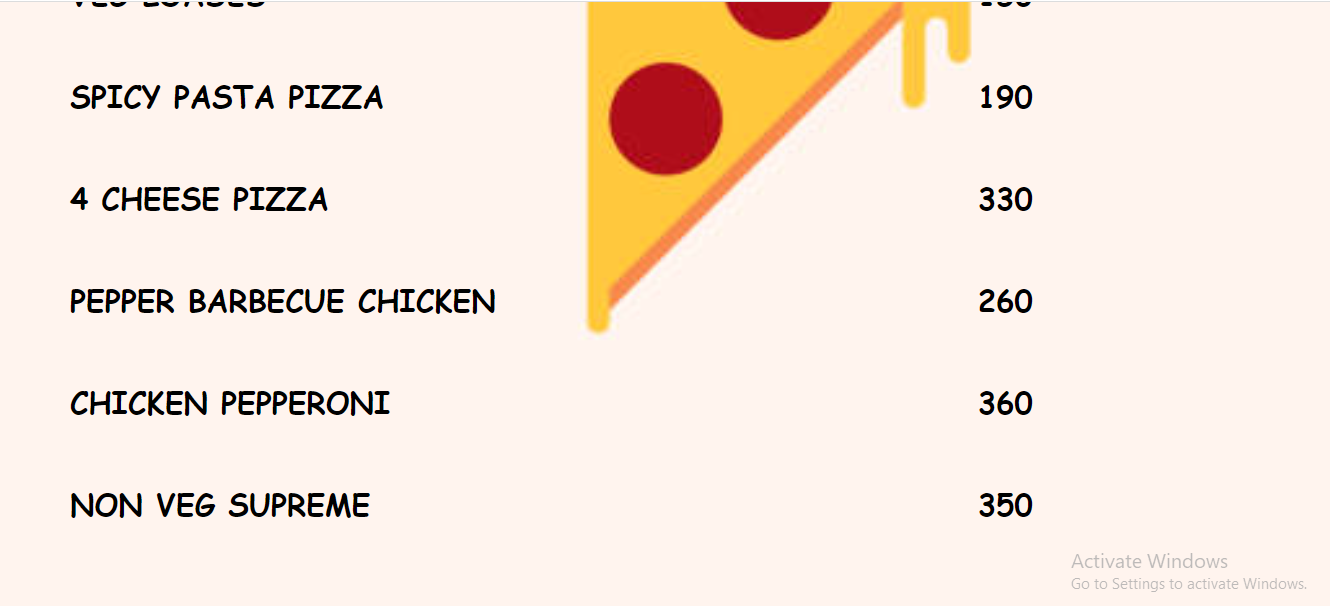 SPICY PASTA PIZZA 190
4 CHEESE PIZZA 330
PEPPER BARBECUE CHICKEN 260
CHICKEN PEPPERONI 360
NON VEG SUPREME 350
Activate Windows
Go to Settings to activate Windows.